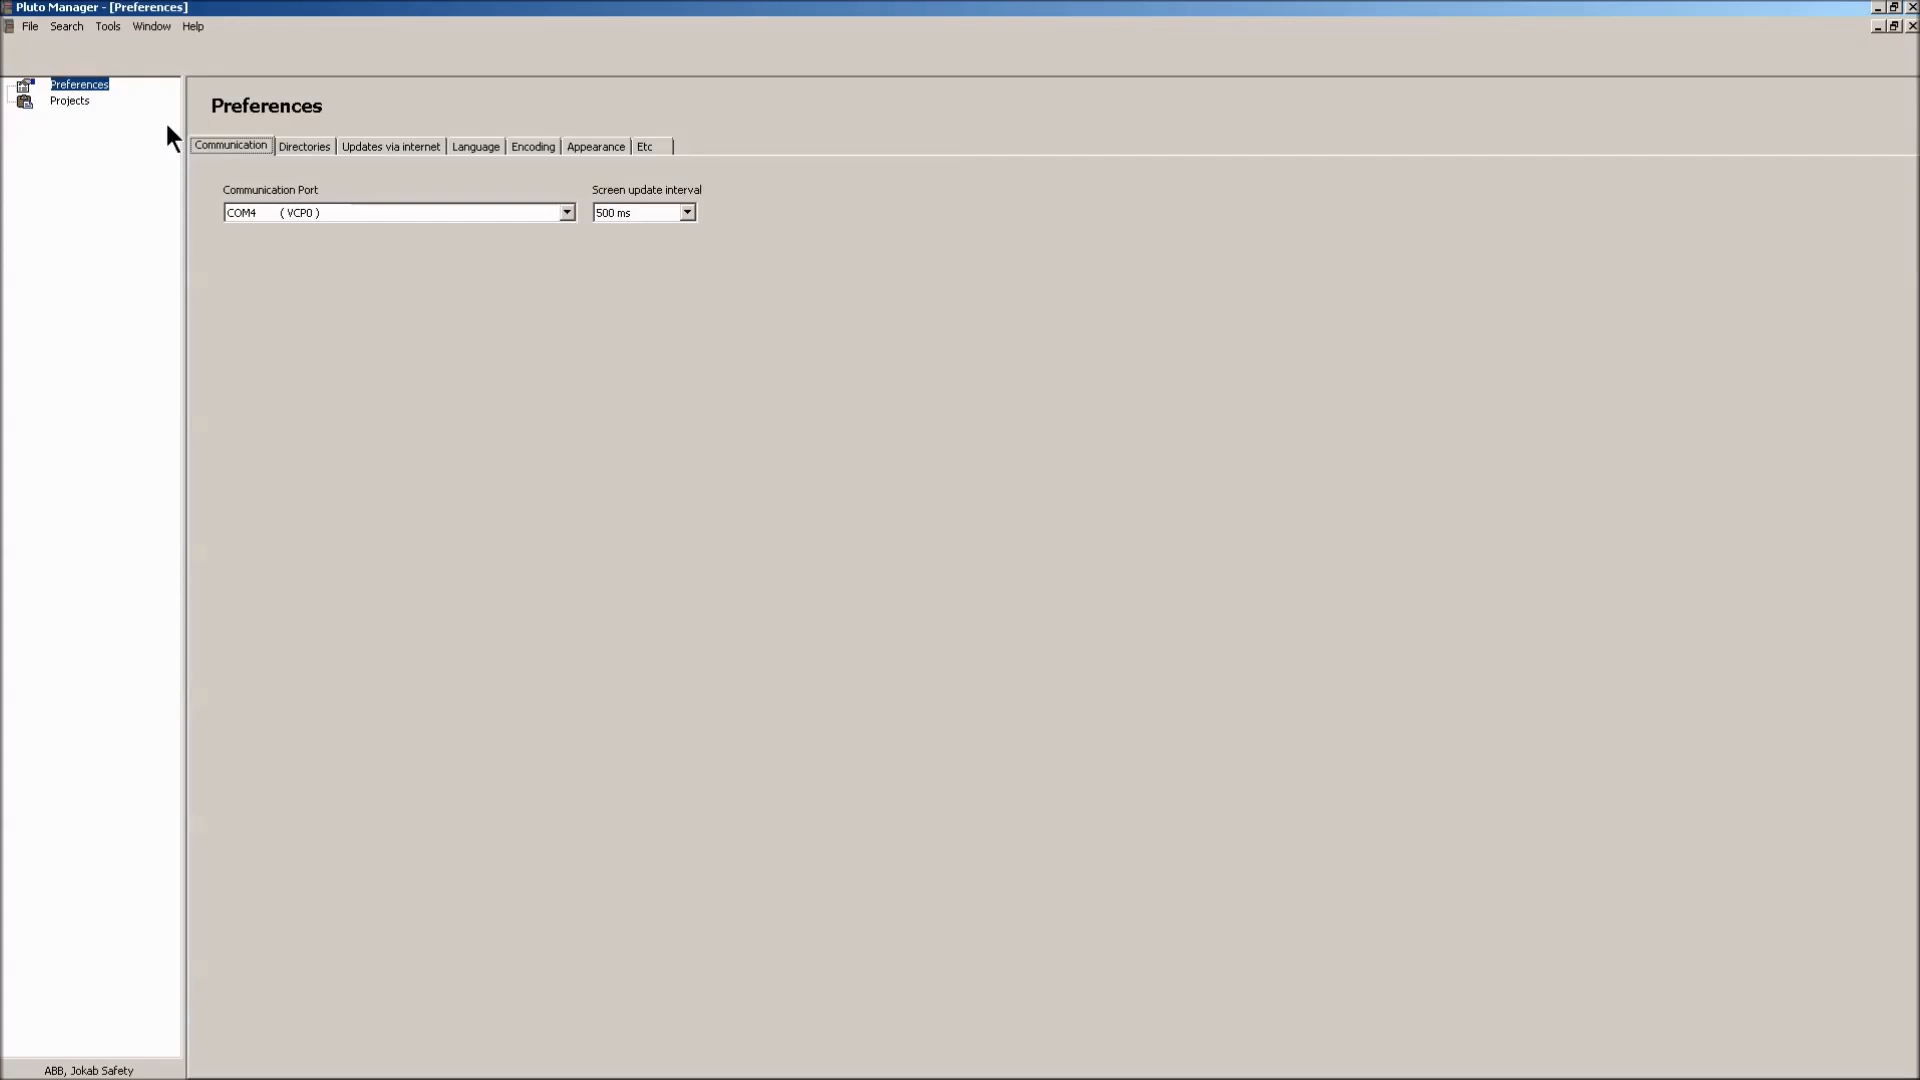 Pluto Manager - [Preferences]
File Search Tools Window Help
Preferences
Projects
Preferences
Communication Directories Updates via internet Language Encoding Appearance Etc
Communication Port Screen update interval
COM4 ( VCP0 ) 500 ms
ABB, Jokab Safety